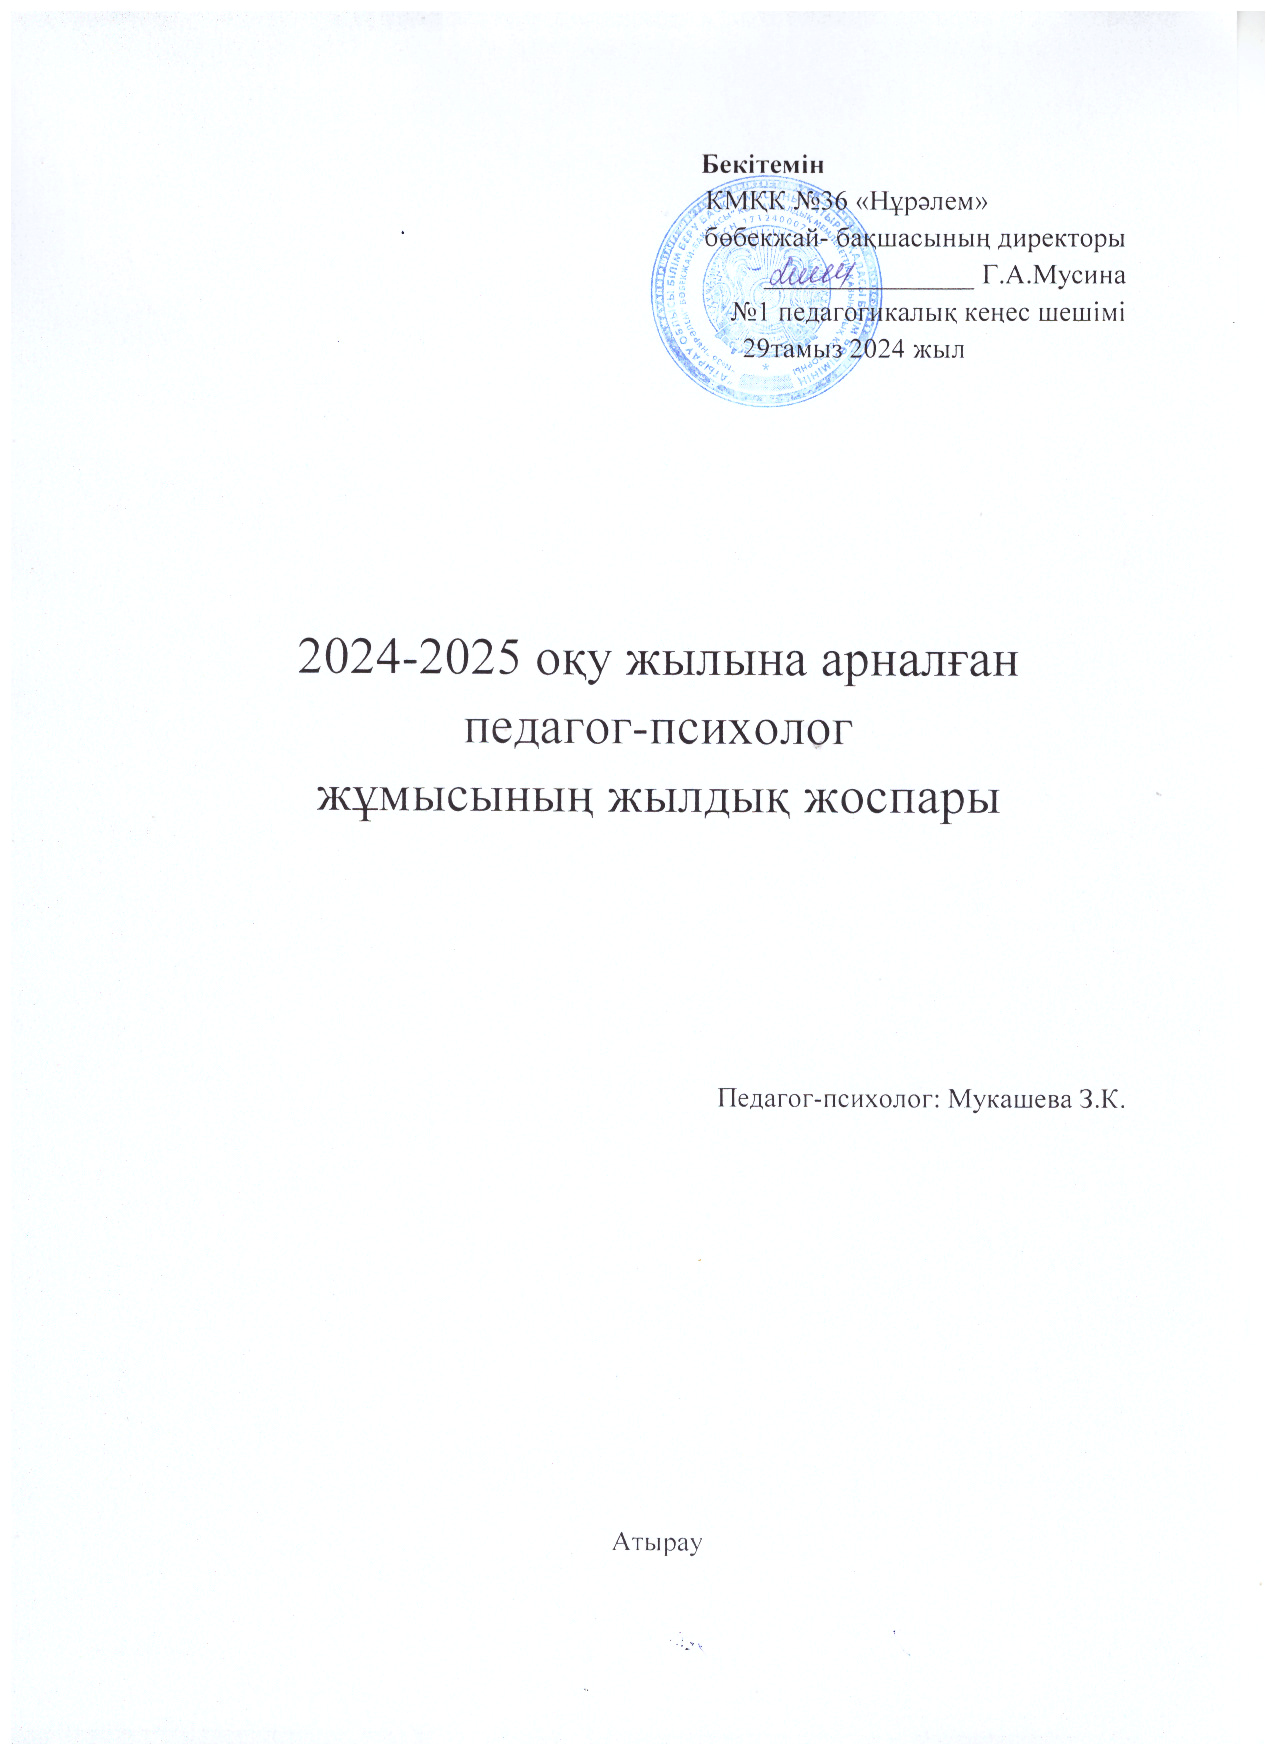 Бекітемін
КМҚК №36 «Нұрәлем»
бөбекжай- бақшасының директоры
_______________ Г.А.Мусина
№1 педагогикалық кеңес шешімі
29тамыз 2024 жыл
2024-2025 оқу жылына арналған
педагог-психолог
жұмысының жылдық жоспары
Педагог-психолог: Мукашева З.К.
Атырау